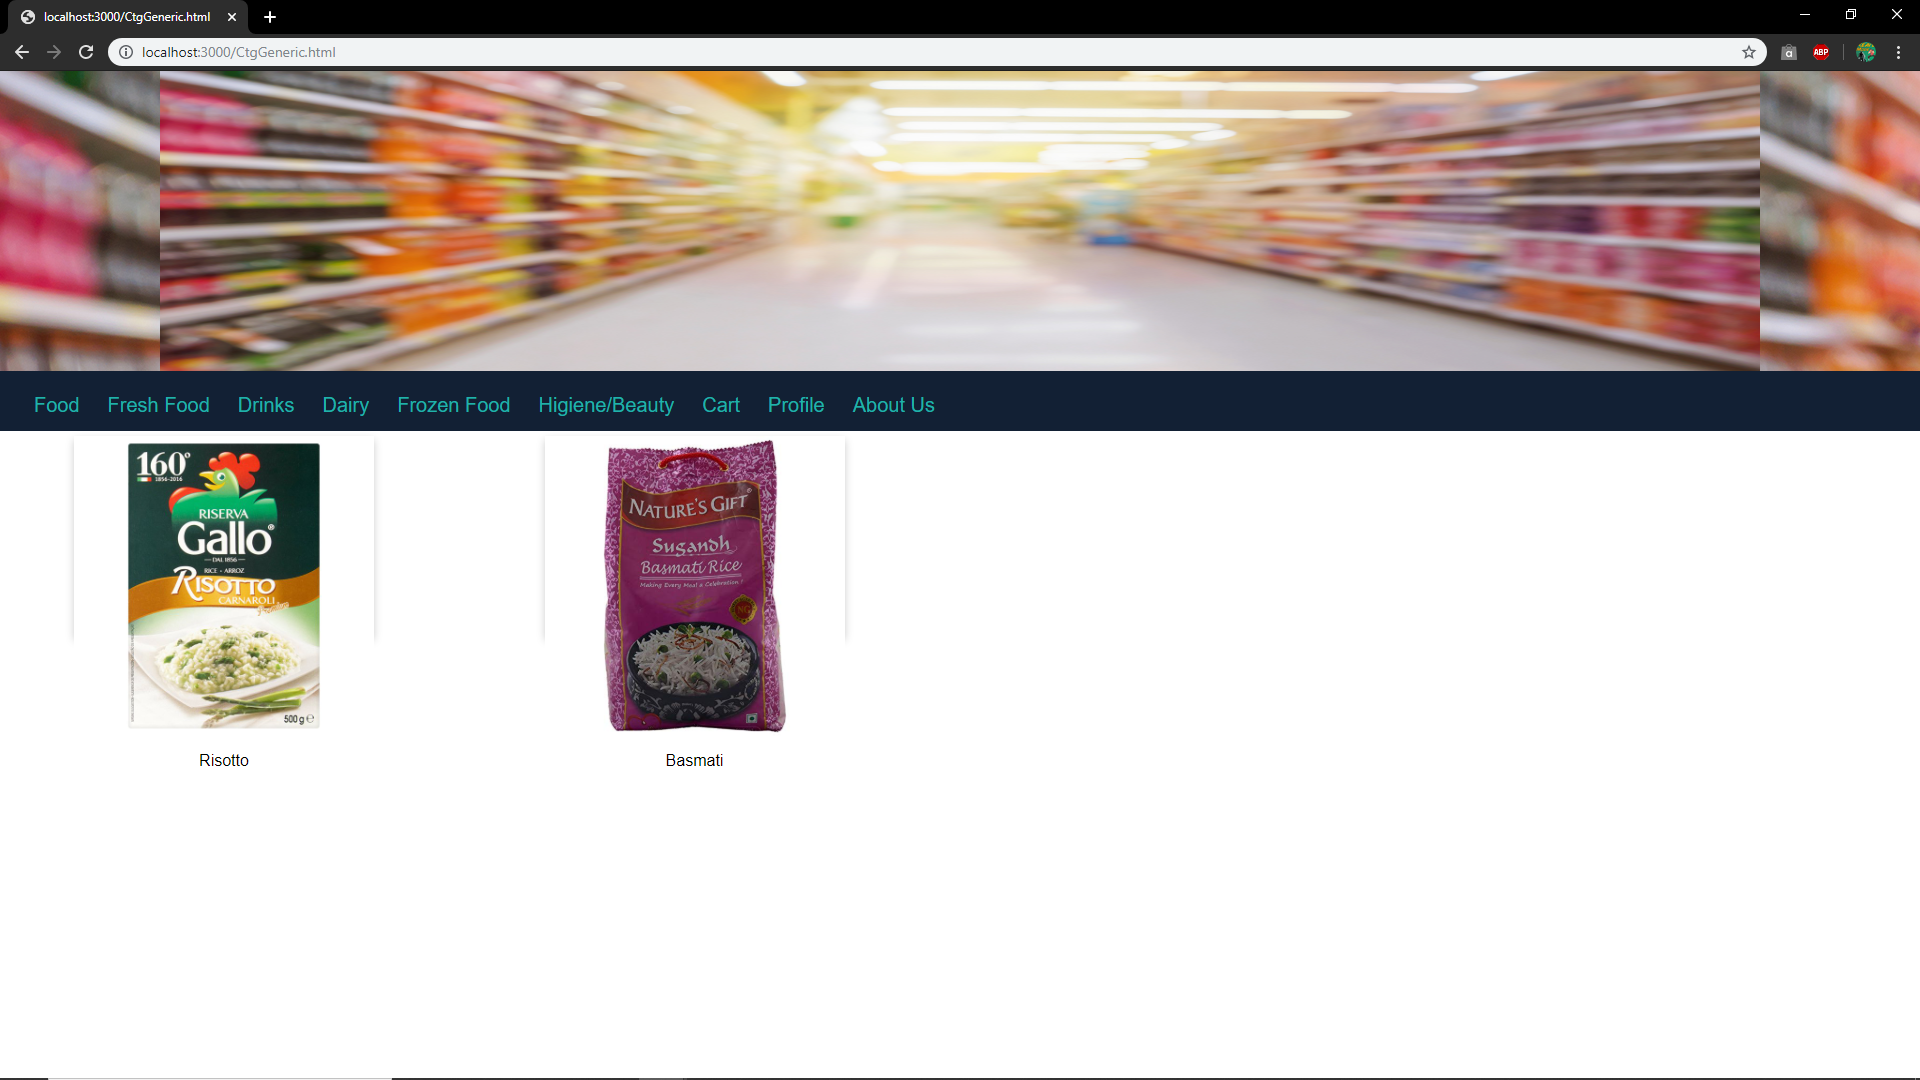 localhost:3000/CtgGeneric.html
localhost:3000/CtgGeneric.html
a
ABP
Food Fresh Food Drinks Dairy Frozen Food Higiene/Beauty Cart Profile About Us
160°
1856-2016
RISERVA
Gallo®
DAL 1856
RICE - ARROZ
RISOTTO
CARNAROLI
Premium
500 g ℮
Risotto
NATURE'S GIFT®
Sugandh
Basmati Rice
Making Every Meal a Celebration!
NG
Basmati